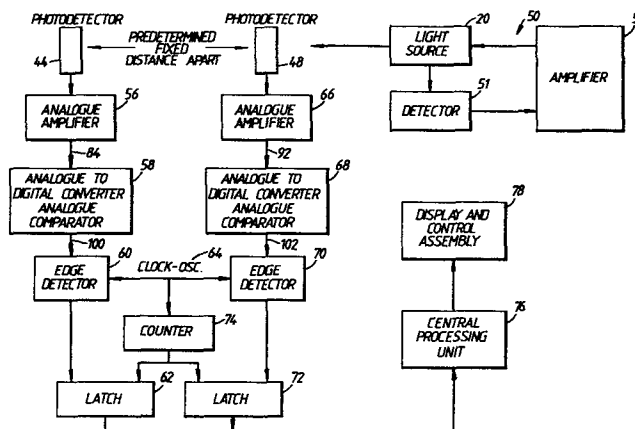 PHOTODETECTOR
44
PREDETERMINED
FIXED
DISTANCE APART
PHOTODETECTOR
48
20
LIGHT
SOURCE
50
AMPLIFIER
51
DETECTOR
56
ANALOGUE
AMPLIFIER
66
ANALOGUE
AMPLIFIER
84
92
58
ANALOGUE TO
DIGITAL CONVERTER
ANALOGUE
COMPARATOR
68
ANALOGUE TO
DIGITAL CONVERTER
ANALOGUE
COMPARATOR
78
DISPLAY AND
CONTROL
ASSEMBLY
100
102
60
EDGE
DETECTOR
64
CLOCK-OSC.
70
EDGE
DETECTOR
74
COUNTER
76
CENTRAL
PROCESSING
UNIT
62
LATCH
72
LATCH